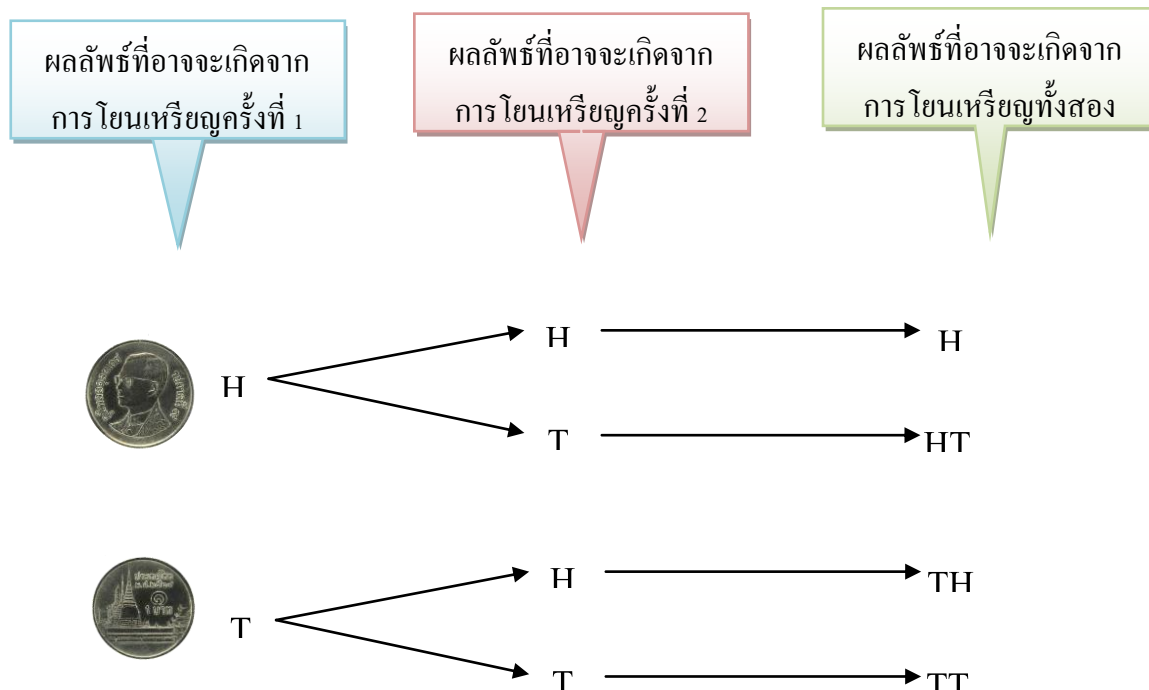 ผลลัพธ์ที่อาจจะเกิดจาก
การโยนเหรียญครั้งที่ 1
ผลลัพธ์ที่อาจจะเกิดจาก
การโยนเหรียญครั้งที่ 2
ผลลัพธ์ที่อาจจะเกิดจาก
การโยนเหรียญทั้งสอง
H
H
H
T
HT
T
H
TH
T
TT
๑
1 บาท